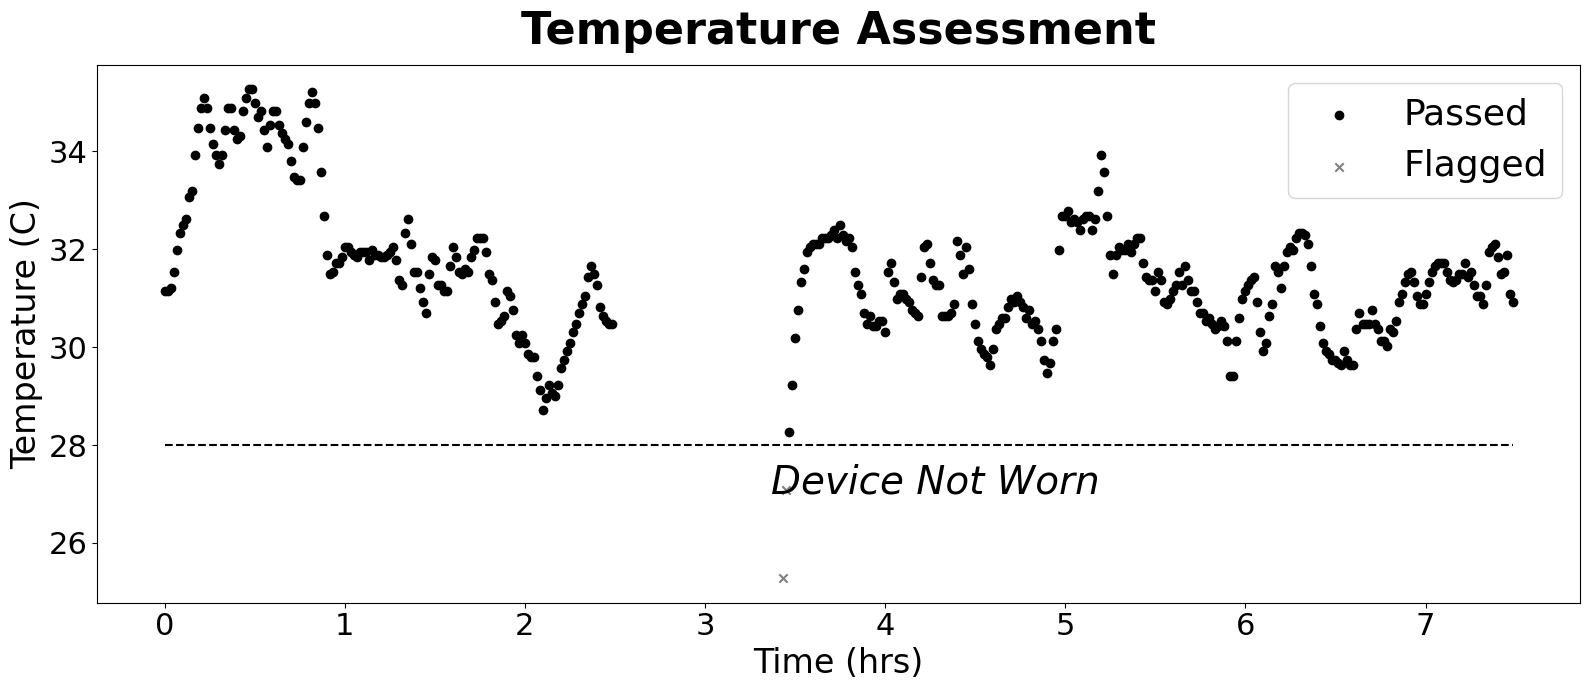 Temperature Assessment
Passed
Flagged
Temperature (C)
34
32
30
28
26
Device Not Worn
0 1 2 3 4 5 6 7
Time (hrs)